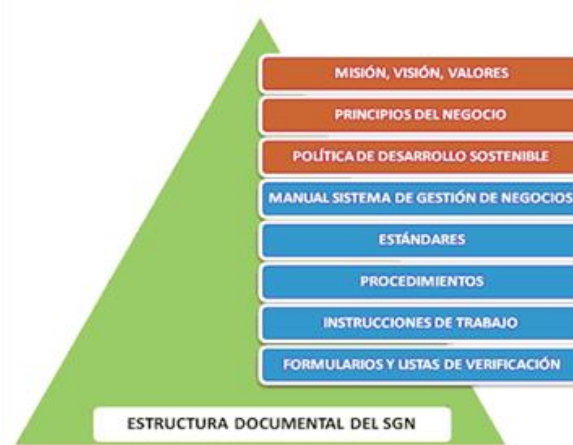 MISIÓN, VISIÓN, VALORES
PRINCIPIOS DEL NEGOCIO
POLÍTICA DE DESARROLLO SOSTENIBLE
MANUAL SISTEMA DE GESTIÓN DE NEGOCIOS
ESTÁNDARES
PROCEDIMIENTOS
INSTRUCCIONES DE TRABAJO
FORMULARIOS Y LISTAS DE VERIFICACIÓN
ESTRUCTURA DOCUMENTAL DEL SGN